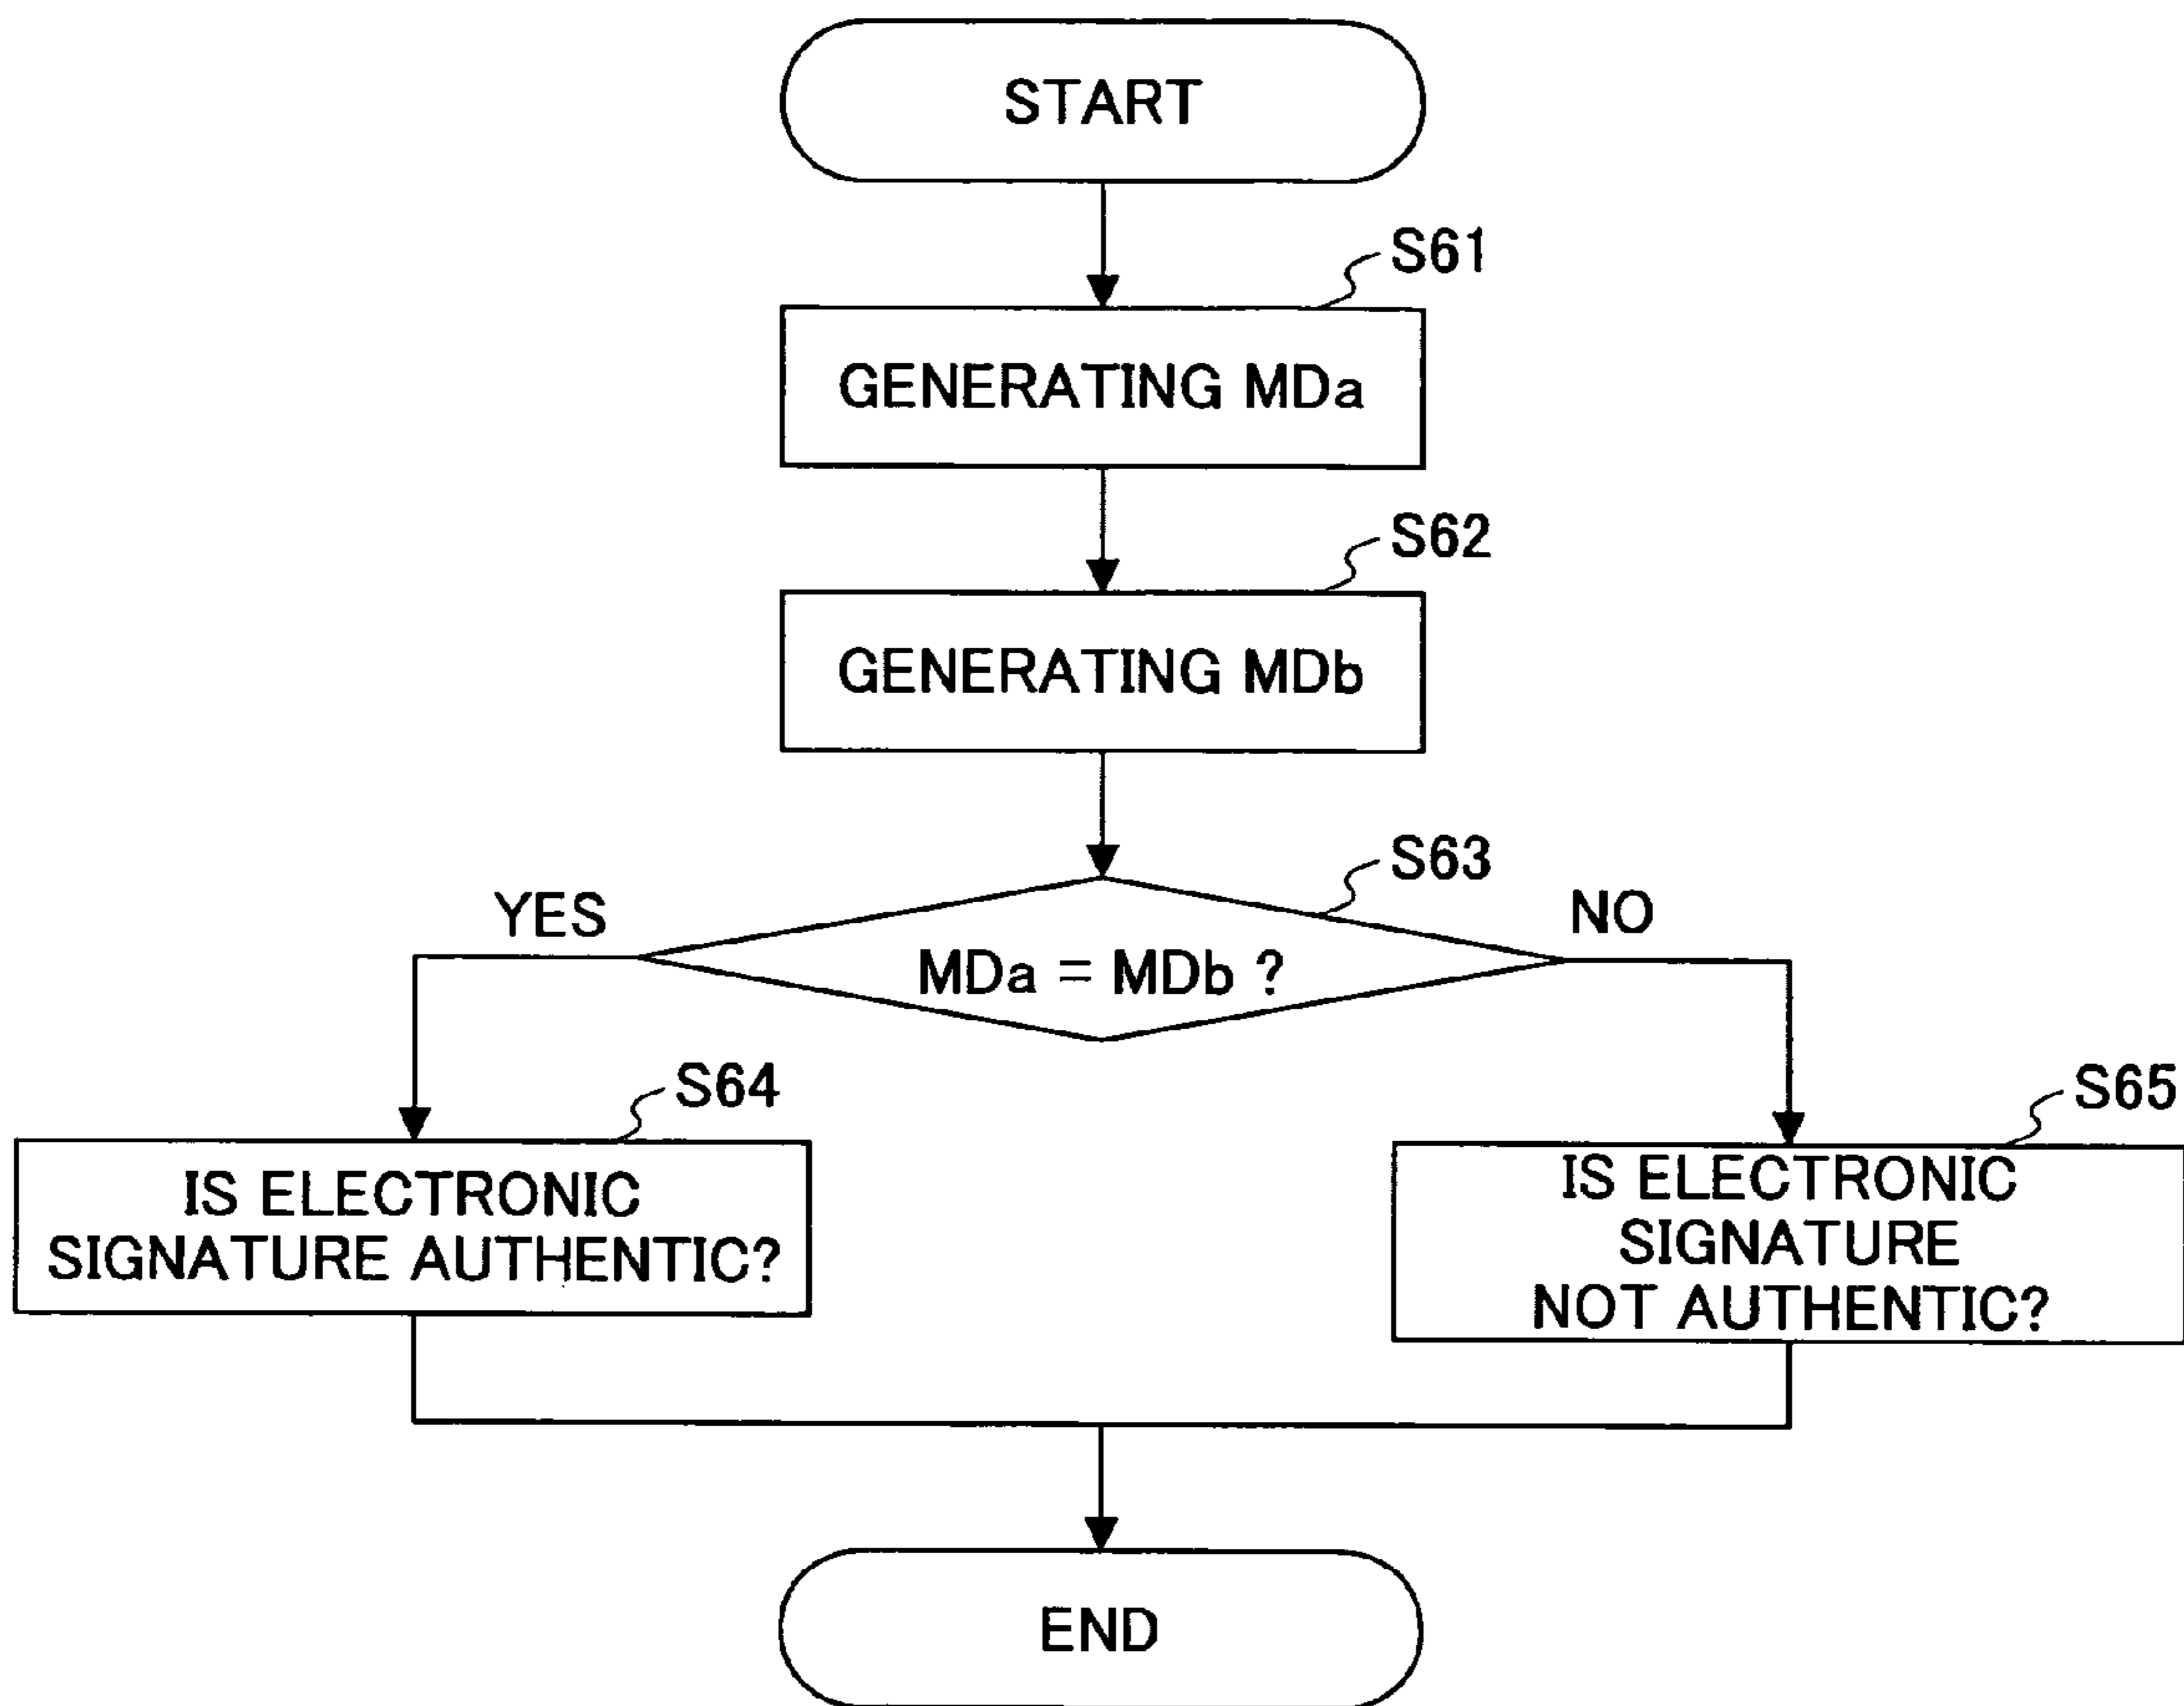 START
S61
GENERATING MDa
S62
GENERATING MDb
S63
YES
NO
MDa = MDb ?
S64
S65
IS ELECTRONIC
SIGNATURE AUTHENTIC?
IS ELECTRONIC
SIGNATURE
NOT AUTHENTIC?
END